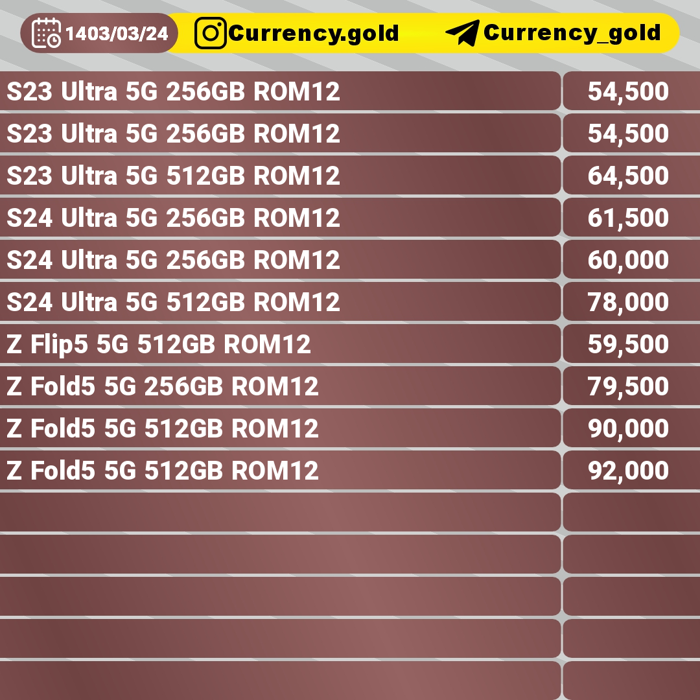 1403/03/24 Currency.gold Currency_gold
S23 Ultra 5G 256GB ROM12 54,500
S23 Ultra 5G 256GB ROM12 54,500
S23 Ultra 5G 512GB ROM12 64,500
S24 Ultra 5G 256GB ROM12 61,500
S24 Ultra 5G 256GB ROM12 60,000
S24 Ultra 5G 512GB ROM12 78,000
Z Flip5 5G 512GB ROM12 59,500
Z Fold5 5G 256GB ROM12 79,500
Z Fold5 5G 512GB ROM12 90,000
Z Fold5 5G 512GB ROM12 92,000